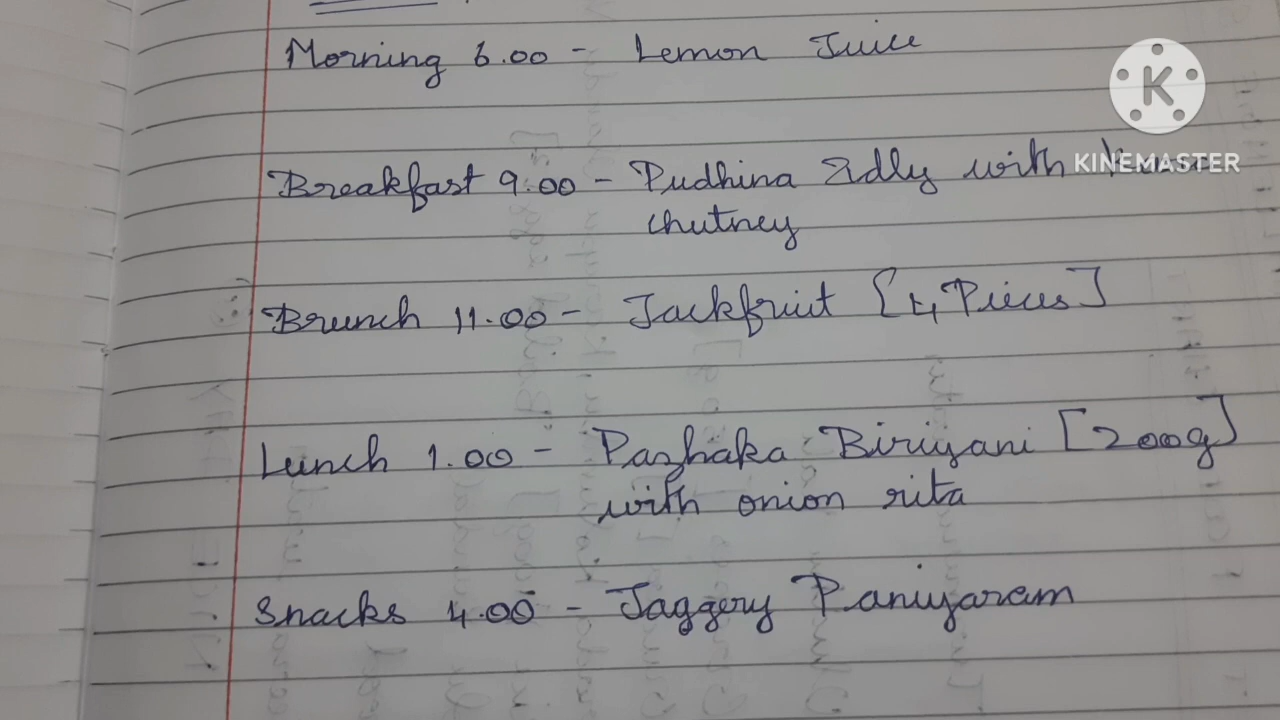 Morning 6.00 - Lemon Juice
K
KINEMASTER
Breakfast 9.00 - Pudhina Idly with
chutney
Brunch 11.00 - Jackfruit [4 Pieces]
Lunch 1.00 - Pazhaka Biriyani [200g]
with onion rita
Snacks 4.00 - Jaggery Paniyaram